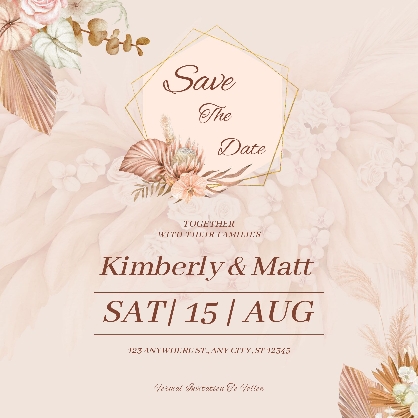 Save
The
Date
TOGETHER
WITH THEIR FAMILIES
Kimberly & Matt
SAT| 15 | AUG
123 ANYWHERE ST., ANY CITY, ST 12345
Formal Invitation To Follow